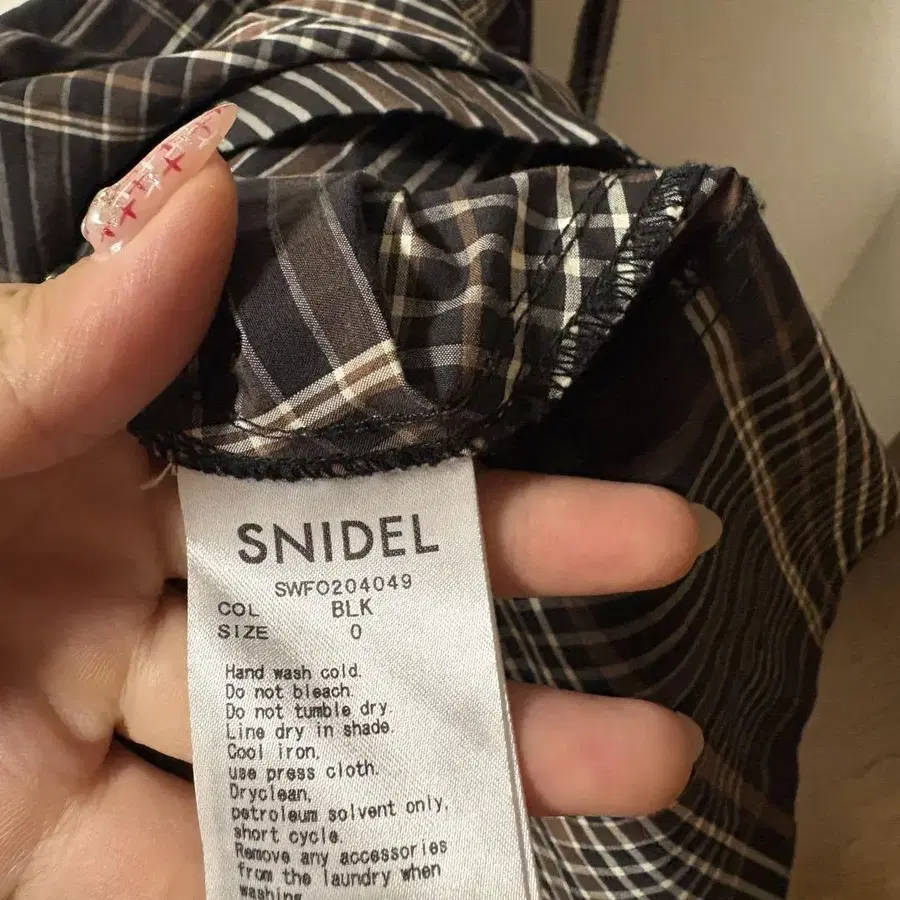 SNIDEL
SWFO204049
COL BLK
SIZE 0
Hand wash cold.
Do not bleach.
Do not tumble dry.
Line dry in shade.
Cool iron,
use press cloth.
Dryclean,
petroleum solvent only,
short cycle.
Remove any accessories
from the laundry when
washing